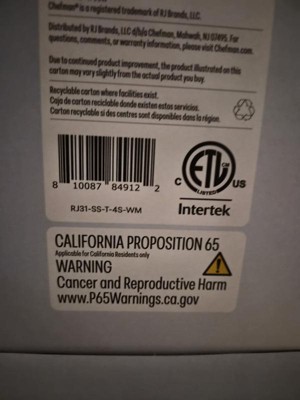 Chefman® is a registered trademark of RJ Brands, LLC.
Distributed by RJ Brands, LLC d/b/a Chefman, Mahwah, NJ 07495. For
questions, comments, or warranty information, please visit Chefman.com.
Due to continued product improvement, the product illustrated on this
carton may vary slightly from the actual product you buy.
Recyclable carton where facilities exist.
Caja de carton reciclable donde existen estos servicios.
Carton recyclable si des centres sont disponibles dans la région.
8 10087 84912 2
RJ31-SS-T-4S-WM
ETL
LISTED
C US
Intertek
CALIFORNIA PROPOSITION 65
Applicable for California Residents only
WARNING
Cancer and Reproductive Harm
www.P65Warnings.ca.gov